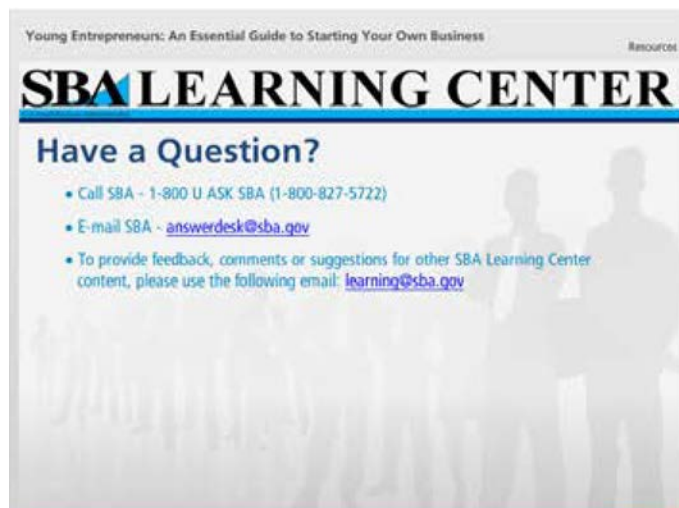 Young Entrepreneurs: An Essential Guide to Starting Your Own Business
Resources
SBA LEARNING CENTER
Have a Question?
• Call SBA - 1-800 U ASK SBA (1-800-827-5722)
• E-mail SBA - answerdesk@sba.gov
• To provide feedback, comments or suggestions for other SBA Learning Center
content, please use the following email: learning@sba.gov